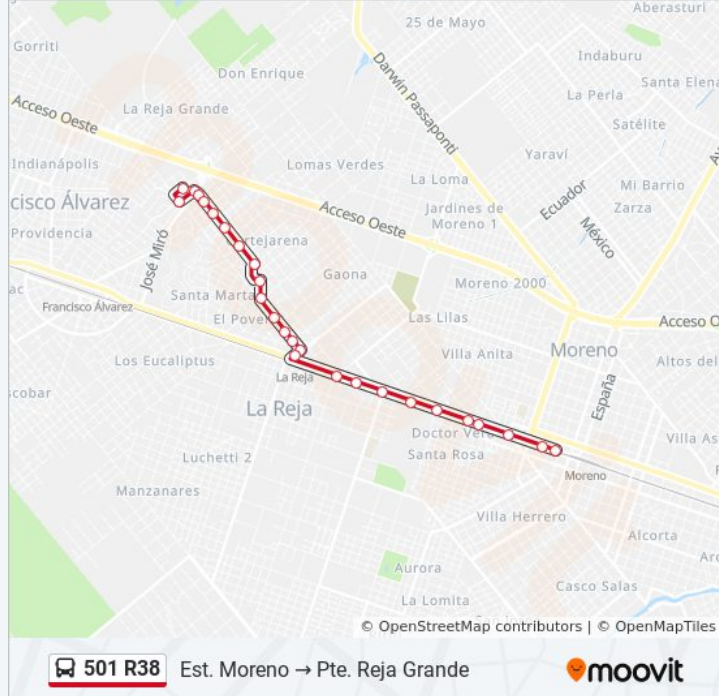 Aberasturi
25 de Mayo
Gorriti
Indaburu
Don Enrique
Darwin Passaponti
Santa Elena
La Perla
Acceso Oeste
La Reja Grande
Satélite
Yaraví
Indianápolis
Lomas Verdes
La Loma
Mi Barrio
cisco Álvarez
Ecuador
Zarza
Acceso Oeste
Jardines de
Moreno 1
México
Providencia
José Miró
rtejarena
Gaona
Moreno 2000
Santa Marta
Francisco Álvarez
El Porve
Las Lilas
Acceso O
Villa Anita
Moreno
Los Eucaliptus
Altos del
La Reja
España
scobar
La Reja
Doctor Ver
Villa As
Luchetti 2
Santa Rosa
Moreno
Manzanares
Villa Herrero
Alcorta
Aurora
Casco Salas
La Lomita
© OpenStreetMap contributors | © OpenMapTiles
501 R38 Est. Moreno → Pte. Reja Grande
moovit